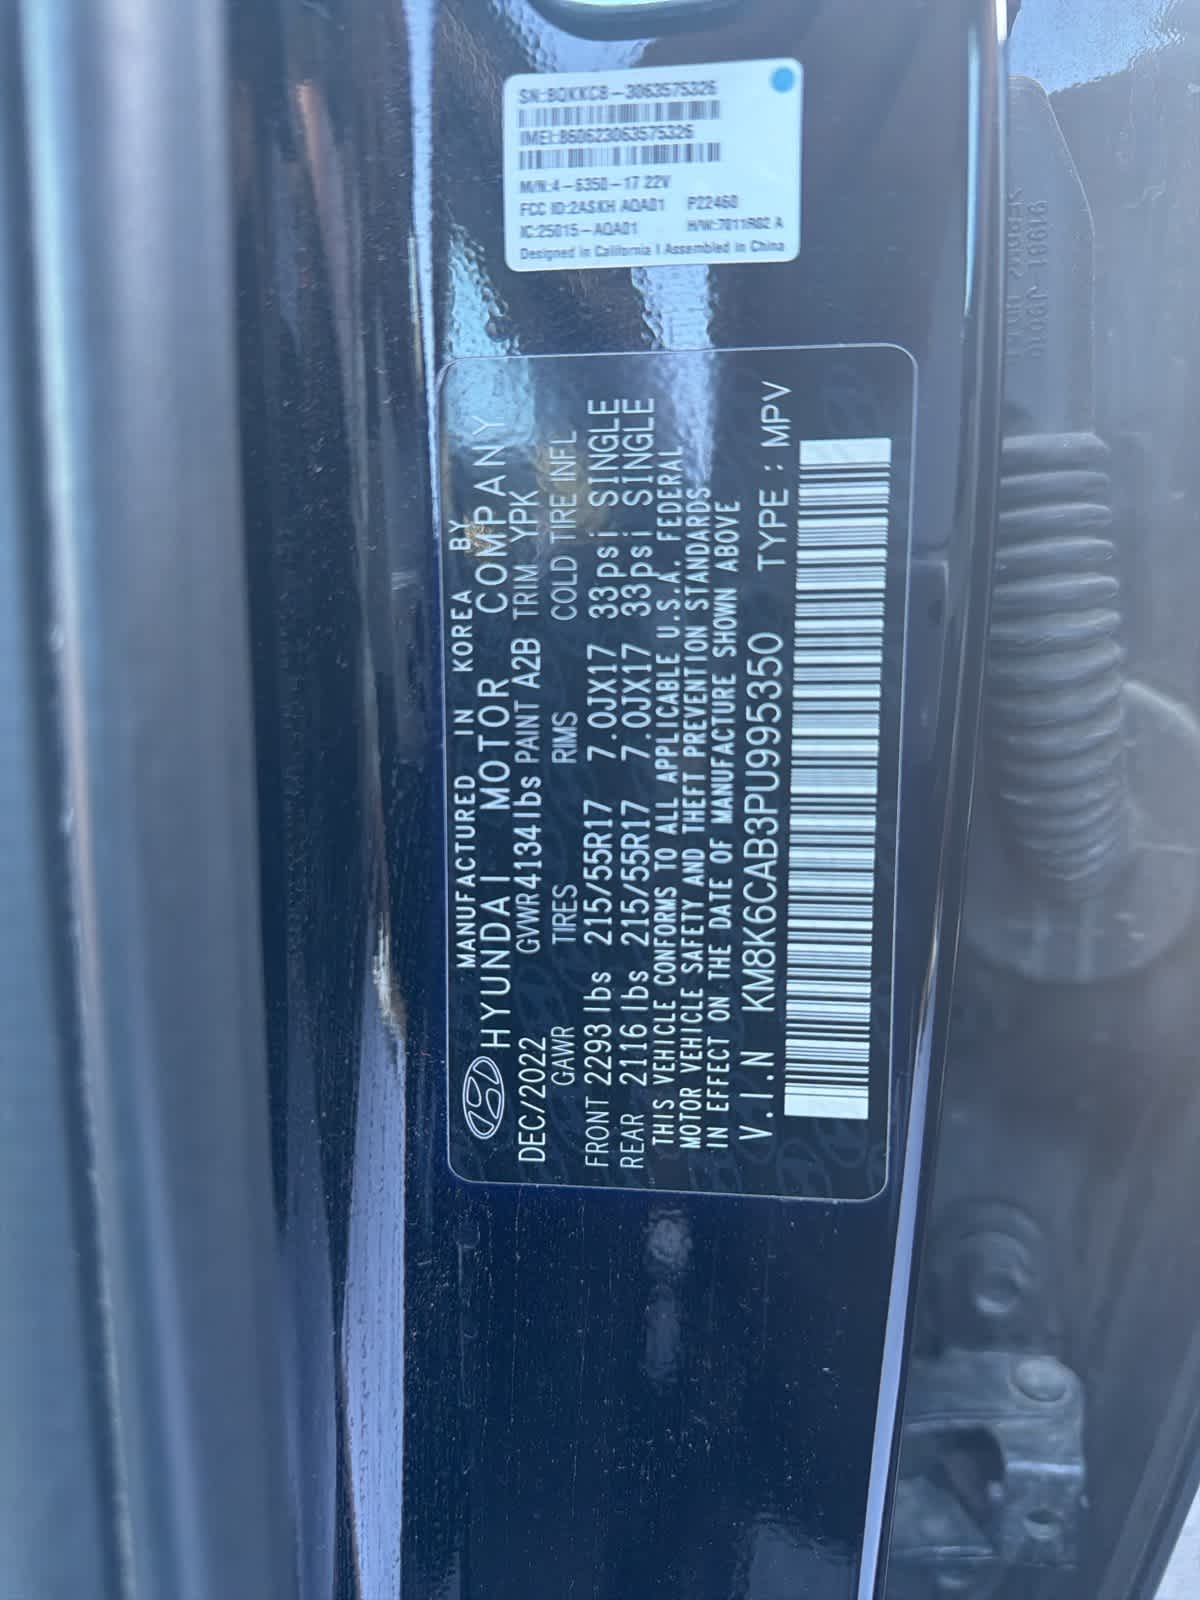 SN:BQKKCB-3063575326
IMEI:860623063575326
M/N:4-6350-17 22V
FCC ID:2ASKH AQA01 P22460
IC:25015-AQA01 H/W:7011R02 A
Designed in California | Assembled in China
MANUFACTURED IN KOREA BY
HYUNDAI MOTOR COMPANY
DEC/2022 GVWR 4134 lbs PAINT A2B TRIM YPK
GAWR TIRES RIMS COLD TIRE INFL
FRONT 2293 lbs 215/55R17 7.0JX17 33psi SINGLE
REAR 2116 lbs 215/55R17 7.0JX17 33psi SINGLE
THIS VEHICLE CONFORMS TO ALL APPLICABLE U.S.A. FEDERAL
MOTOR VEHICLE SAFETY AND THEFT PREVENTION STANDARDS
IN EFFECT ON THE DATE OF MANUFACTURE SHOWN ABOVE
V.I.N KM8K6CAB3PU995350 TYPE : MPV